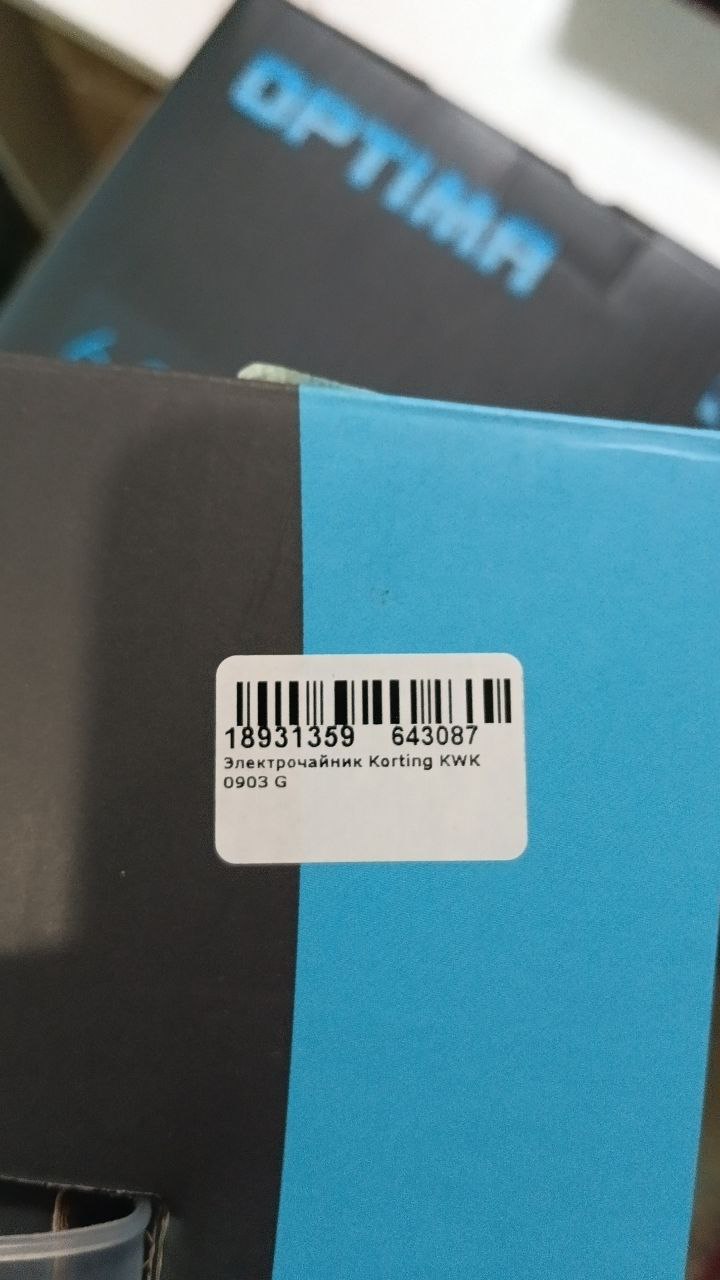 OPTIMA
18931359 643087
Электрочайник Korting KWK
0903 G